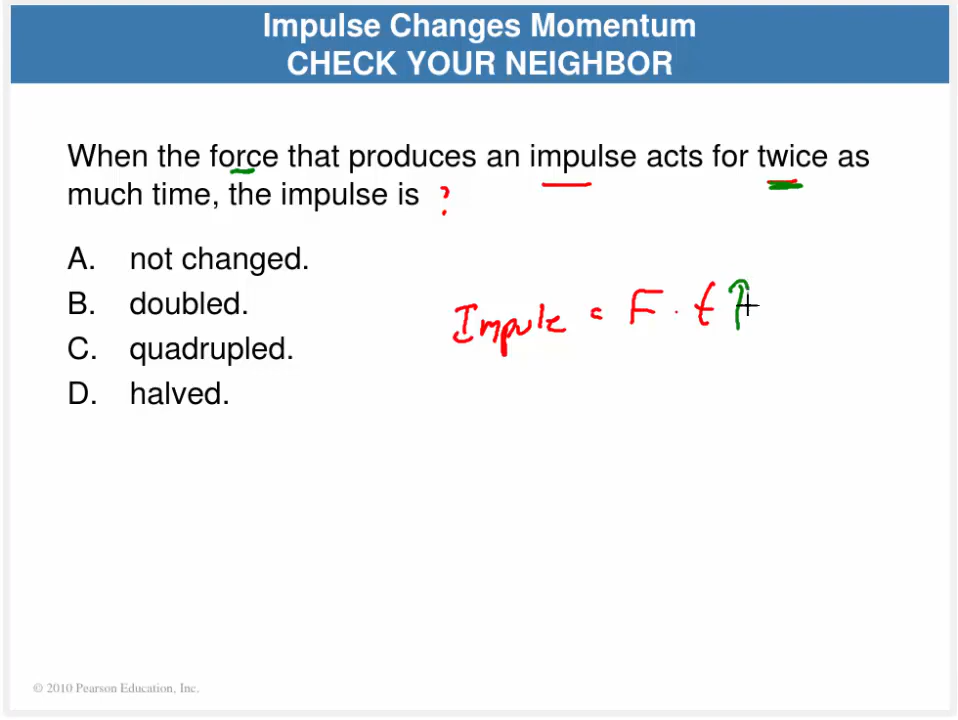 Impulse Changes Momentum
CHECK YOUR NEIGHBOR
When the force that produces an impulse acts for twice as
much time, the impulse is ?
A. not changed.
B. doubled.
Impulse = F · t ↑
C. quadrupled.
D. halved.
© 2010 Pearson Education, Inc.